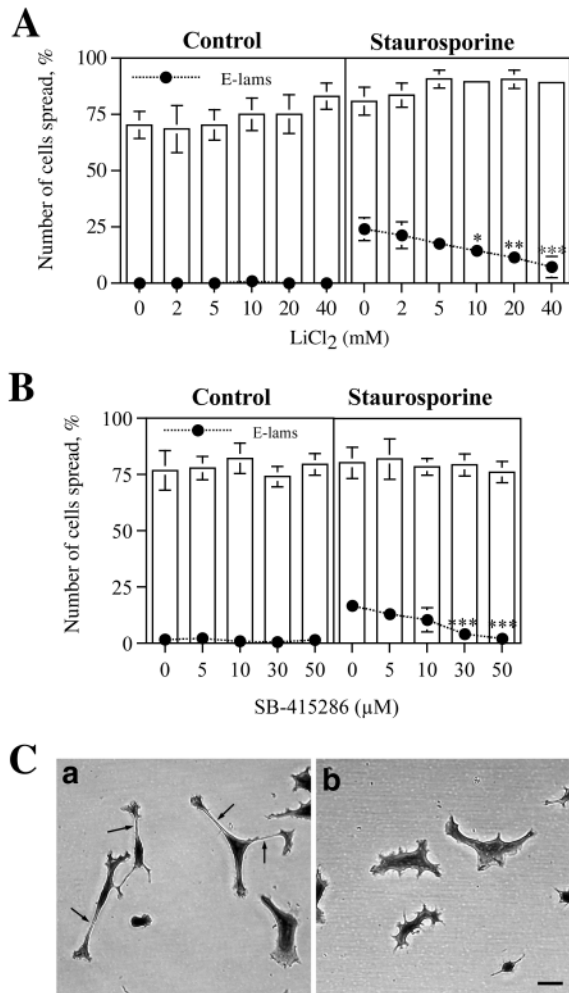 A
Control
Staurosporine
Number of cells spread, %
100
75
50
25
0
E-lams
* ** ***
0 2 5 10 20 40 0 2 5 10 20 40
LiCl2 (mM)
B
Control
Staurosporine
Number of cells spread, %
100
75
50
25
0
E-lams
*** ***
0 5 10 30 50 0 5 10 30 50
SB-415286 (μM)
C
a
b